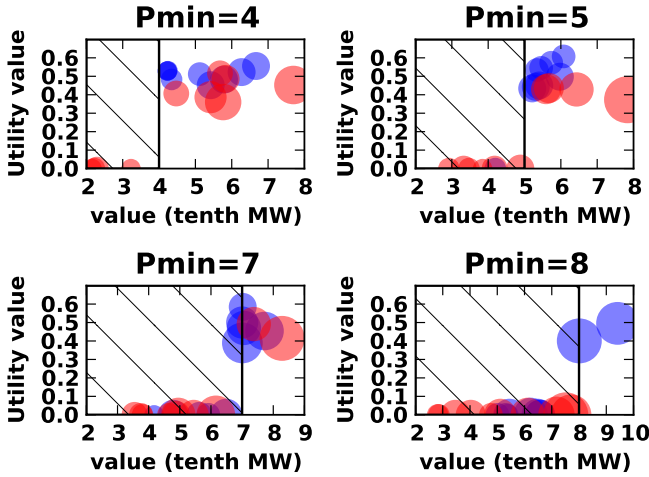 Pmin=4
Utility value
0.6
0.5
0.4
0.3
0.2
0.1
0.0
2 3 4 5 6 7 8
value (tenth MW)
Pmin=5
Utility value
0.6
0.5
0.4
0.3
0.2
0.1
0.0
2 3 4 5 6 7 8
value (tenth MW)
Pmin=7
Utility value
0.6
0.5
0.4
0.3
0.2
0.1
0.0
2 3 4 5 6 7 8 9
value (tenth MW)
Pmin=8
Utility value
0.6
0.5
0.4
0.3
0.2
0.1
0.0
2 3 4 5 6 7 8 9 10
value (tenth MW)